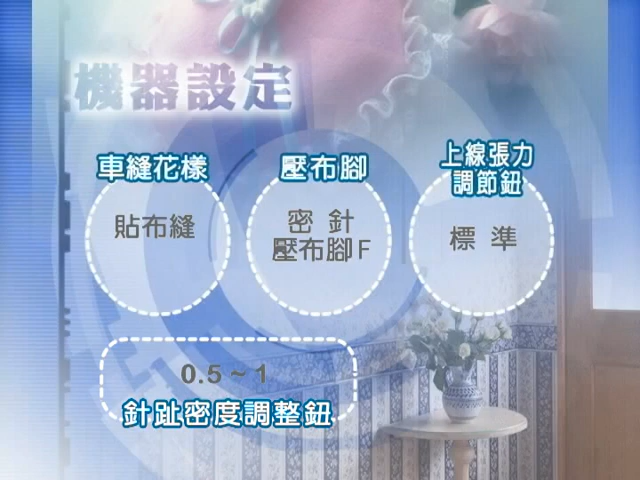 機器設定
車縫花樣
貼布縫
壓布腳
密 針
壓布腳F
上線張力
調節鈕
標 準
0.5 ~ 1
針趾密度調整鈕